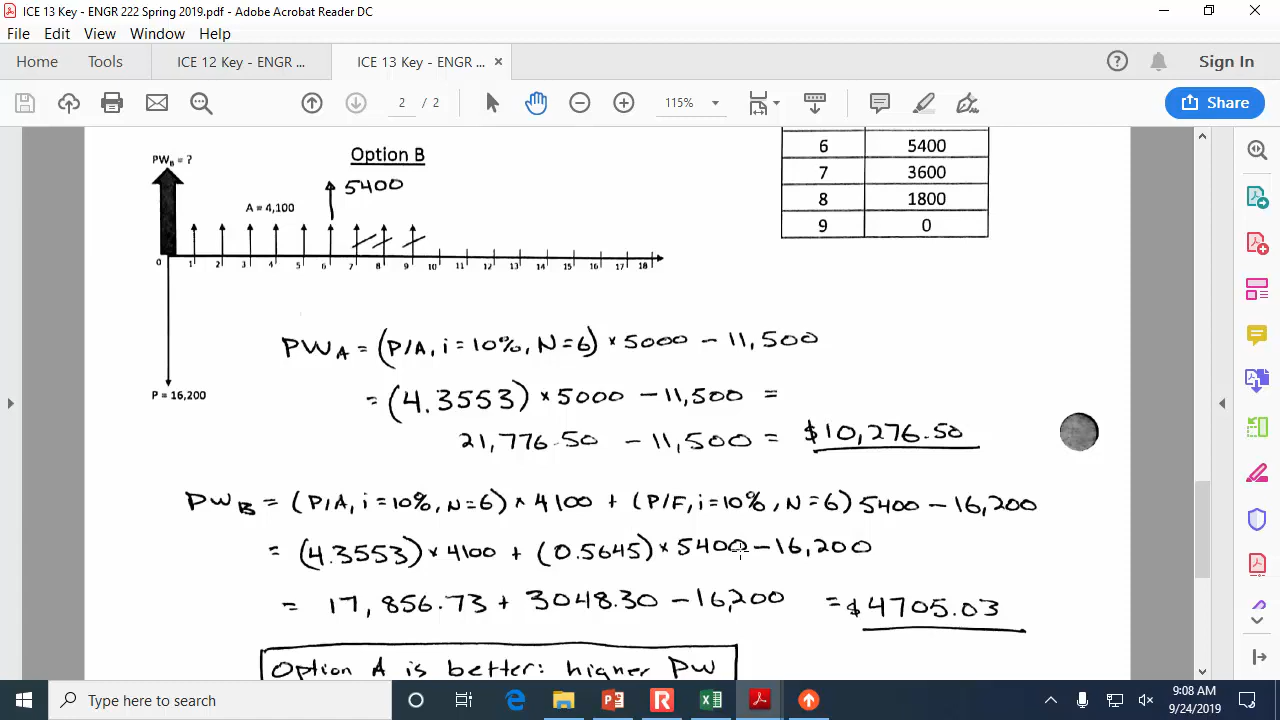 ICE 13 Key - ENGR 222 Spring 2019.pdf - Adobe Acrobat Reader DC
File Edit View Window Help
Home Tools ICE 12 Key - ENGR ... ICE 13 Key - ENGR ... × Sign In
2 / 2 115% Share
6 5400
7 3600
8 1800
9 0
Option B
PWB = ?
5400
A = 4,100
0 1 2 3 4 5 6 7 8 9 10 11 12 13 14 15 16 17 18
P = 16,200
PWA = (P/A, i = 10%, N = 6) × 5000 - 11,500
= (4.3553) × 5000 - 11,500 =
21,776.50 - 11,500 = $10,276.50
PWB = (P/A, i = 10%, N = 6) × 4100 + (P/F, i = 10%, N = 6) 5400 - 16,200
= (4.3553) × 4100 + (0.5645) × 5400 - 16,200
= 17,856.73 + 3048.30 - 16,200 = $4705.03
Option A is better: higher PW
Type here to search
9:08 AM
9/24/2019